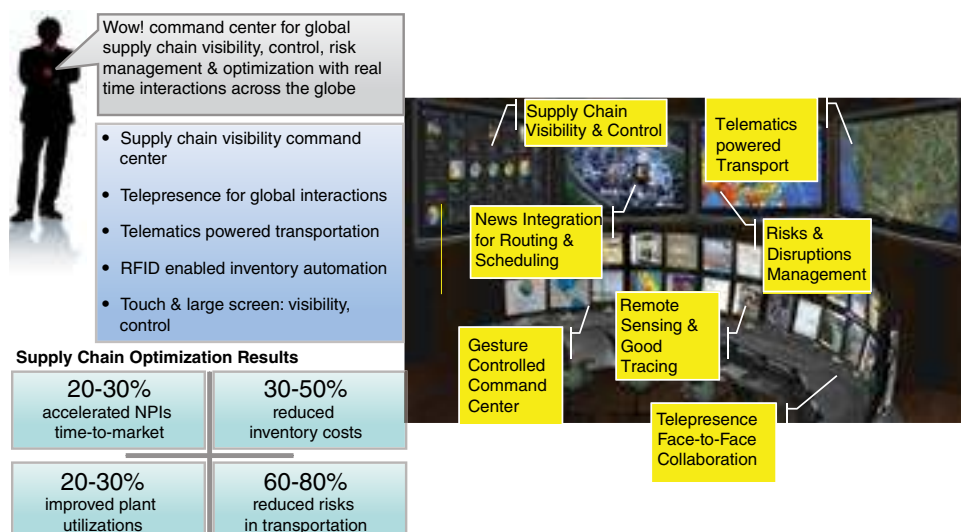 Wow! command center for global
supply chain visibility, control, risk
management & optimization with real
time interactions across the globe
• Supply chain visibility command
center
• Telepresence for global interactions
• Telematics powered transportation
• RFID enabled inventory automation
• Touch & large screen: visibility,
control
Supply Chain Optimization Results
20-30%
accelerated NPIs
time-to-market
30-50%
reduced
inventory costs
20-30%
improved plant
utilizations
60-80%
reduced risks
in transportation
Supply Chain
Visibility & Control
Telematics
powered
Transport
News Integration
for Routing &
Scheduling
Risks &
Disruptions
Management
Remote
Sensing &
Good
Tracing
Gesture
Controlled
Command
Center
Telepresence
Face-to-Face
Collaboration